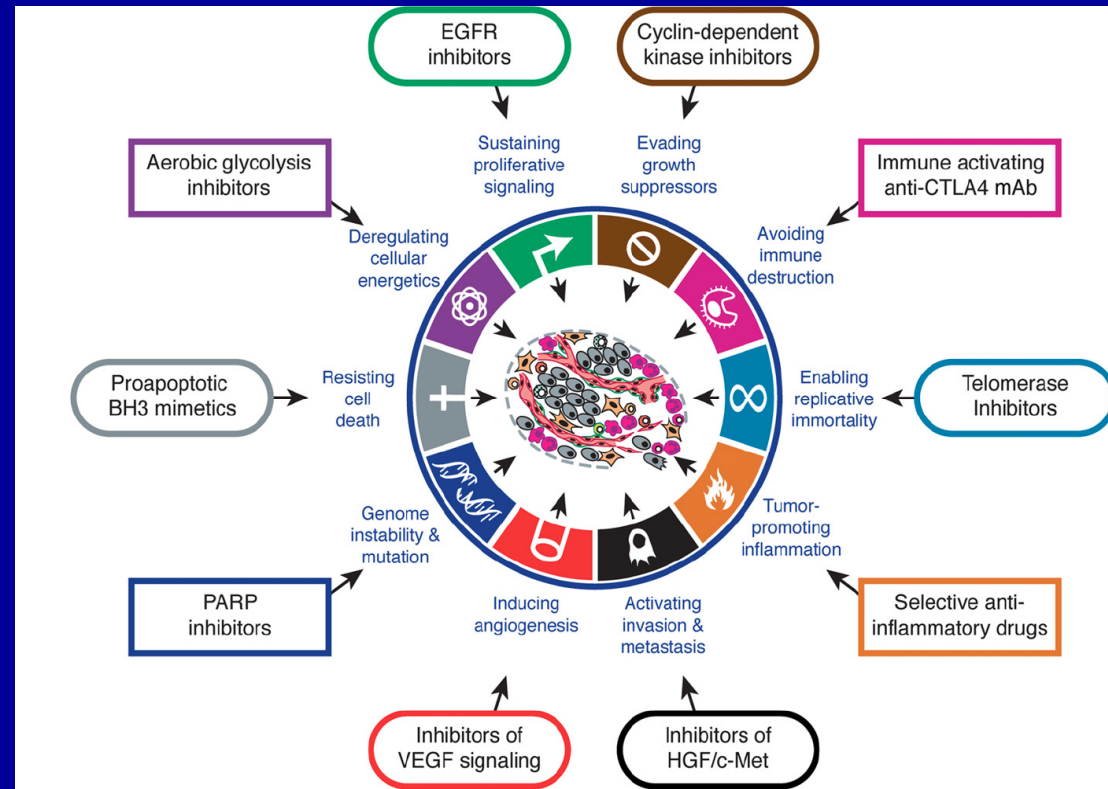 EGFR
inhibitors
Cyclin-dependent
kinase inhibitors
Sustaining
proliferative
signaling
Evading
growth
suppressors
Aerobic glycolysis
inhibitors
Immune activating
anti-CTLA4 mAb
Deregulating
cellular
energetics
Avoiding
immune
destruction
Proapoptotic
BH3 mimetics
Resisting
cell
death
Enabling
replicative
immortality
Telomerase
Inhibitors
Genome
instability &
mutation
Tumor-
promoting
inflammation
PARP
inhibitors
Inducing
angiogenesis
Activating
invasion &
metastasis
Selective anti-
inflammatory drugs
Inhibitors of
VEGF signaling
Inhibitors of
HGF/c-Met